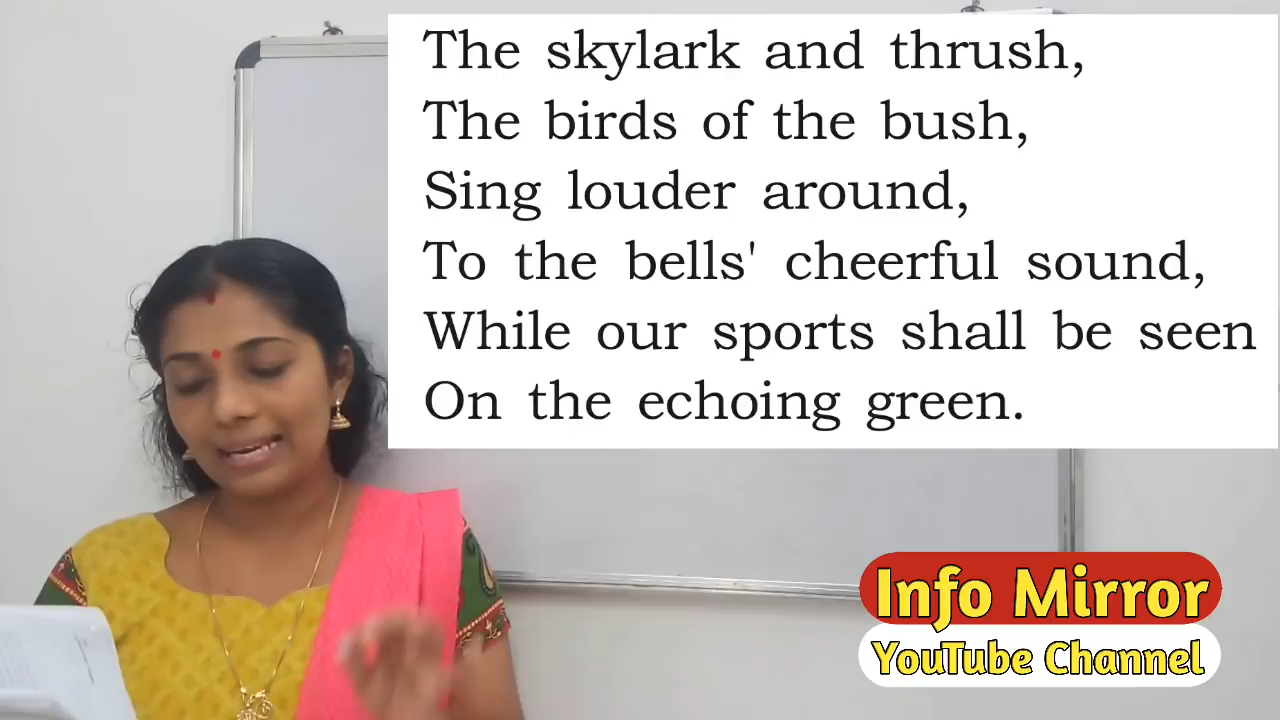 The skylark and thrush,
The birds of the bush,
Sing louder around,
To the bells' cheerful sound,
While our sports shall be seen
On the echoing green.
Info Mirror
YouTube Channel